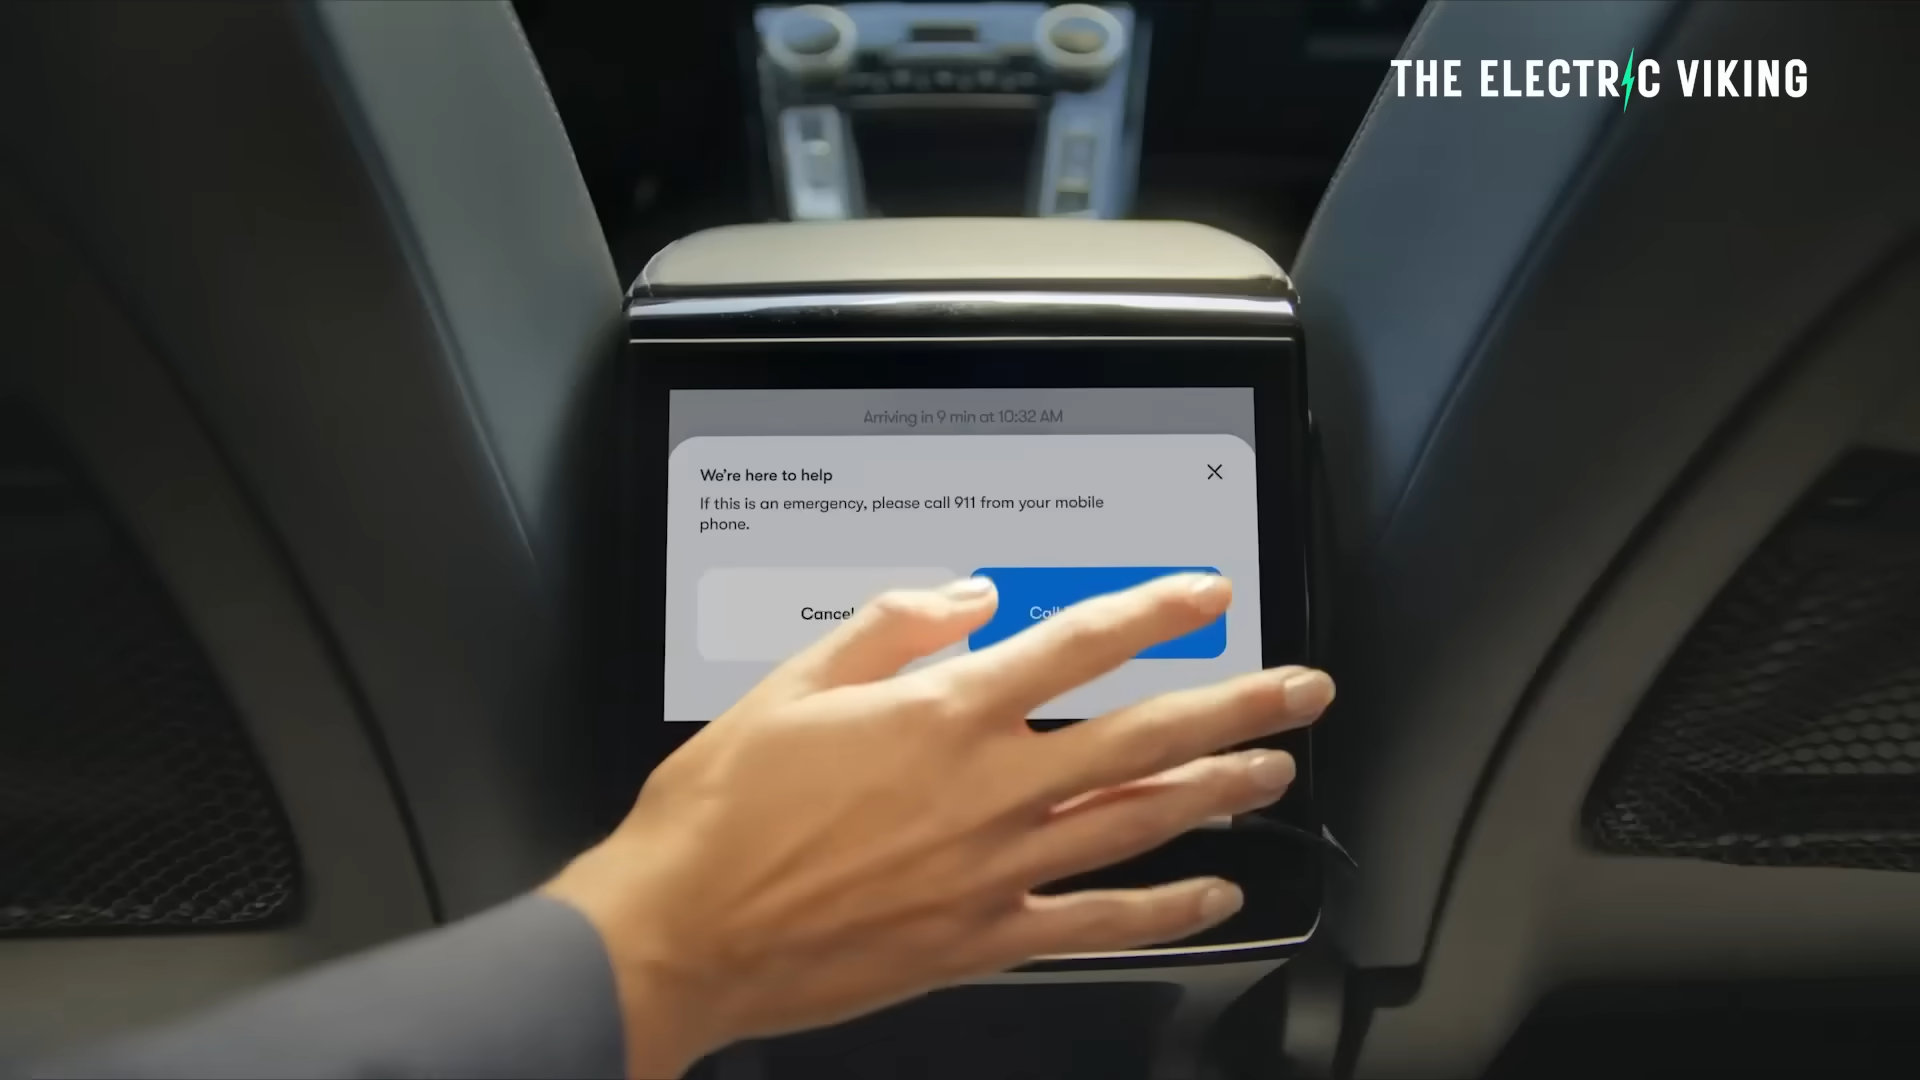 THE ELECTRIC VIKING
Arriving in 9 min at 10:32 AM
We're here to help
If this is an emergency, please call 911 from your mobile
phone.
Cancel
Call